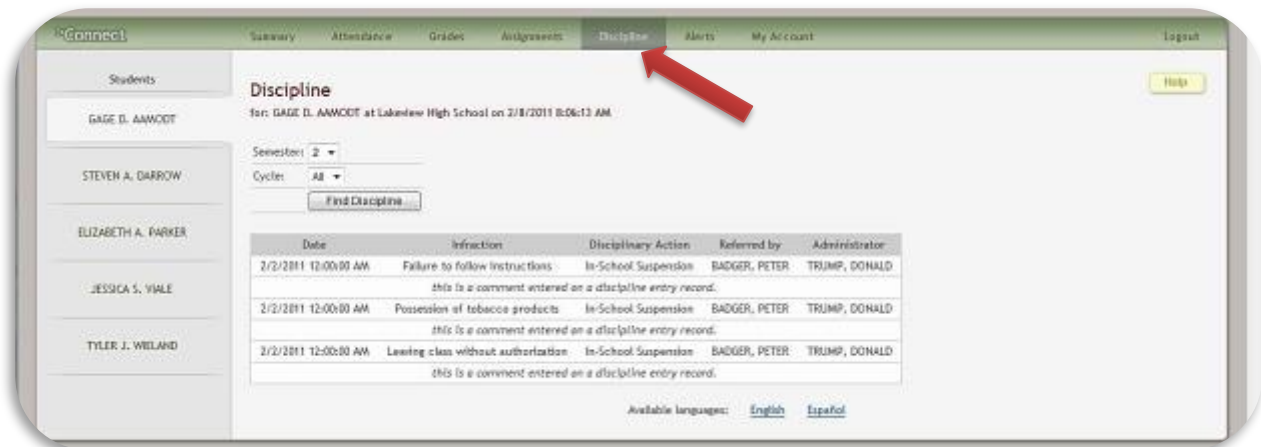 txConnect Summary Attendance Grades Assignments Discipline Alerts My Account Logout
Students
GAGE D. AAMODT
STEVEN A. DARROW
ELIZABETH A. PARKER
JESSICA S. VIALE
TYLER J. WIELAND
Help
Discipline
for: GAGE D. AAMODT at Lakeview High School on 2/8/2011 8:06:13 AM
Semester: 2
Cycle: All
Find Discipline
Date Infraction Disciplinary Action Referred by Administrator
2/2/2011 12:00:00 AM Failure to follow instructions In-School Suspension BADGER, PETER TRUMP, DONALD
this is a comment entered on a discipline entry record.
2/2/2011 12:00:00 AM Possession of tobacco products In-School Suspension BADGER, PETER TRUMP, DONALD
this is a comment entered on a discipline entry record.
2/2/2011 12:00:00 AM Leaving class without authorization In-School Suspension BADGER, PETER TRUMP, DONALD
this is a comment entered on a discipline entry record.
Available languages: English Español